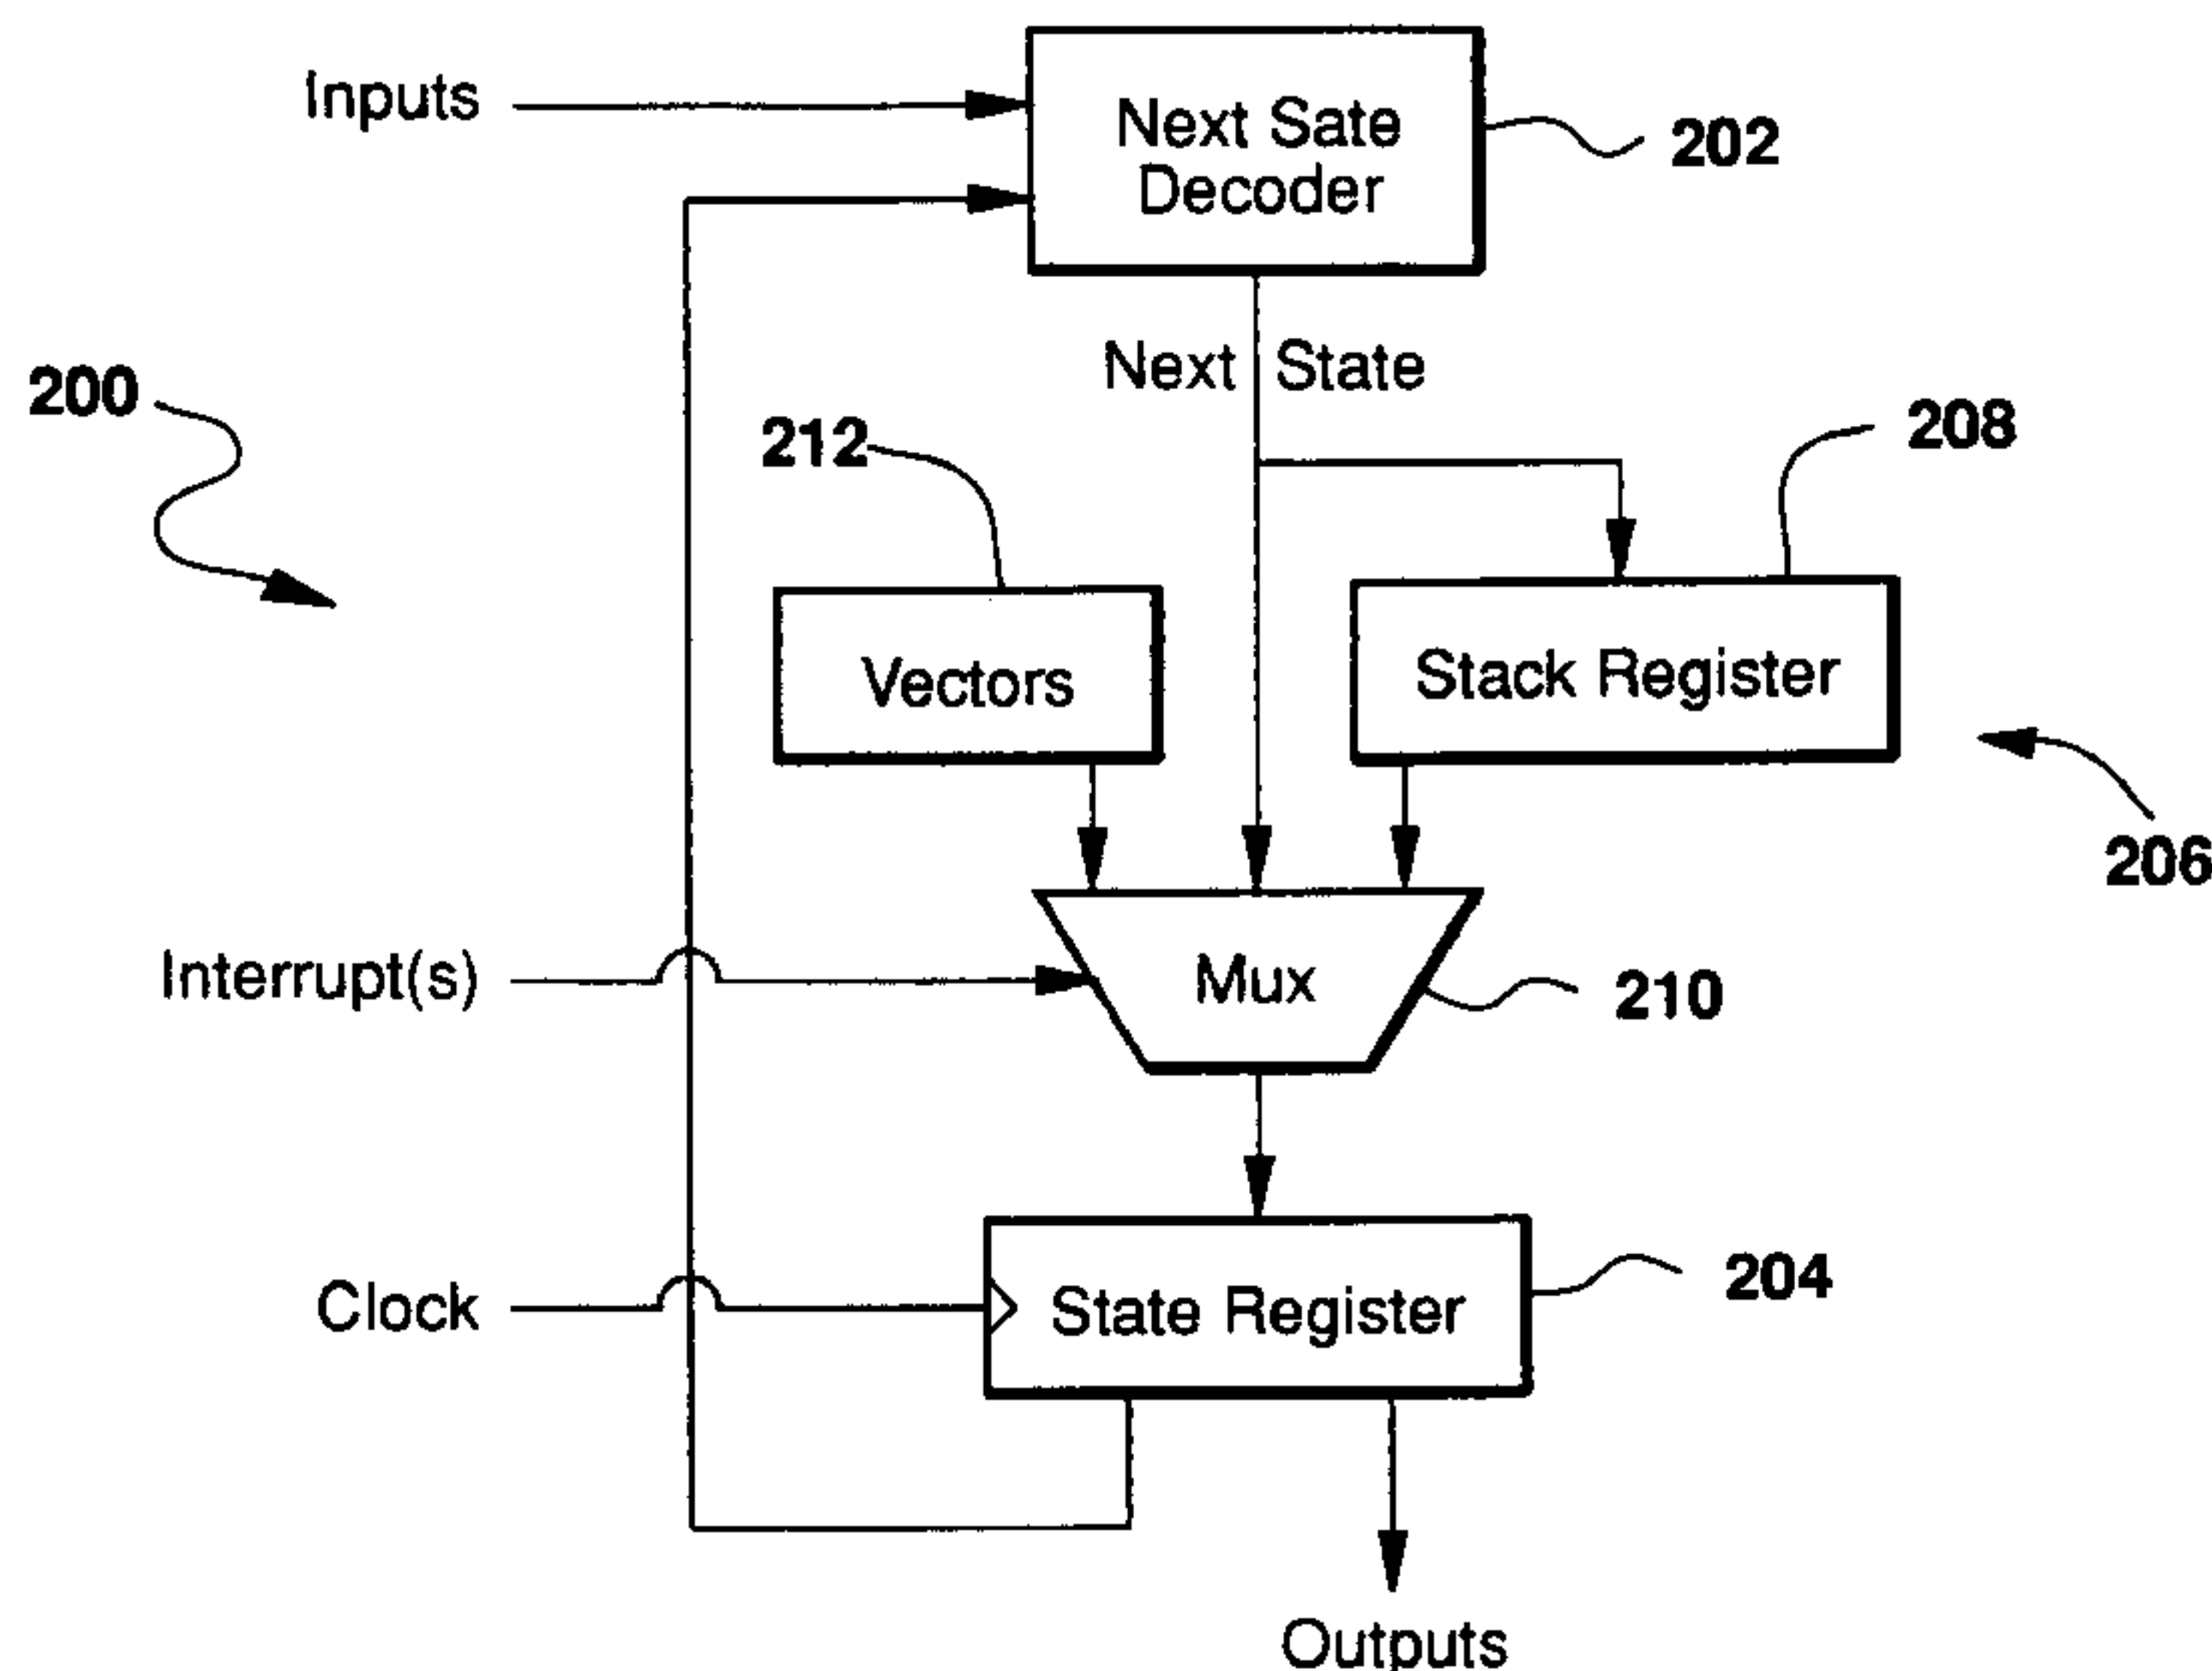 Inputs
Next Sate
Decoder
202
Next State
200
212
208
Vectors
Stack Register
206
Interrupt(s)
Mux
210
Clock
State Register
204
Outputs